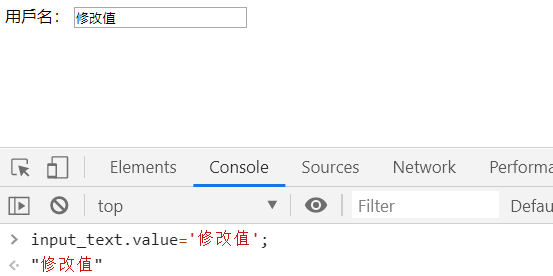 用戶名： 修改值
Elements Console Sources Network Performa
top Filter Defau
input_text.value='修改值';
"修改值"